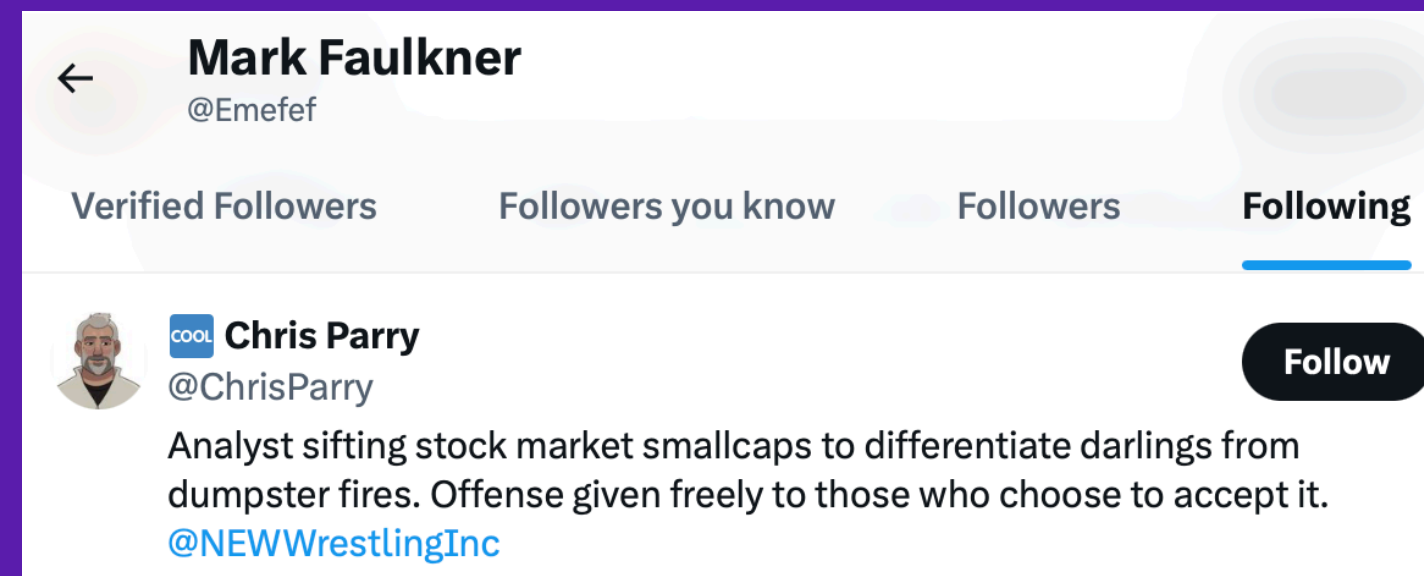 Mark Faulkner
@Emefef
Verified Followers Followers you know Followers Following
COOL Chris Parry
@ChrisParry
Follow
Analyst sifting stock market smallcaps to differentiate darlings from
dumpster fires. Offense given freely to those who choose to accept it.
@NEWWrestlingInc